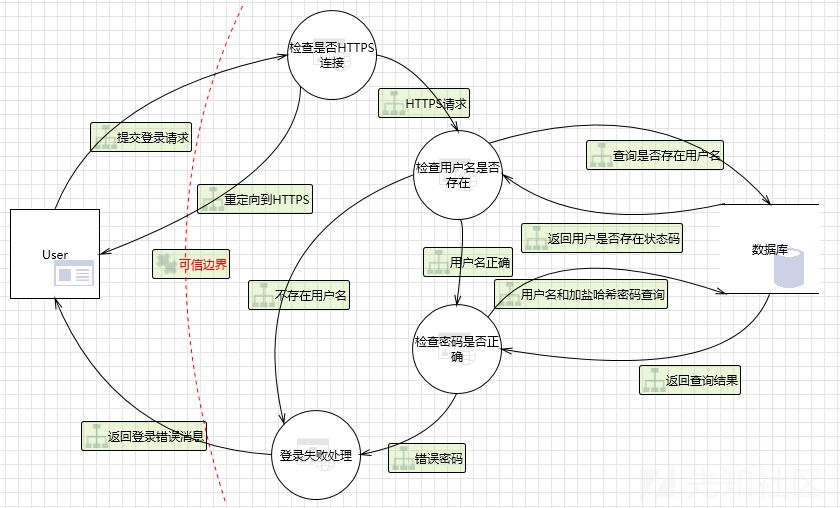 检查是否HTTPS
连接
HTTPS请求
提交登录请求
检查用户名是否
存在
查询是否存在用户名
重定向到HTTPS
User
可信边界
返回用户是否存在状态码
数据库
用户名正确
不存在用户名
用户名和加盐哈希密码查询
检查密码是否正
确
返回查询结果
返回登录错误消息
登录失败处理
错误密码
先知社区